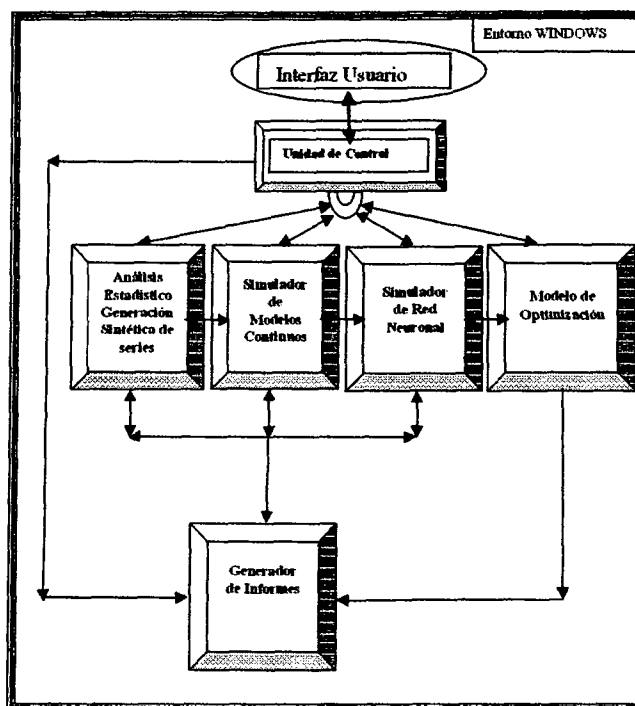 Entorno WINDOWS
Interfaz Usuario
Unidad de Control
Análisis
Estadístico
Generación
Sintética de
series
Simulador
de
Modelos
Continuos
Simulador
de Red
Neuronal
Modelo de
Optimización
Generador
de Informes